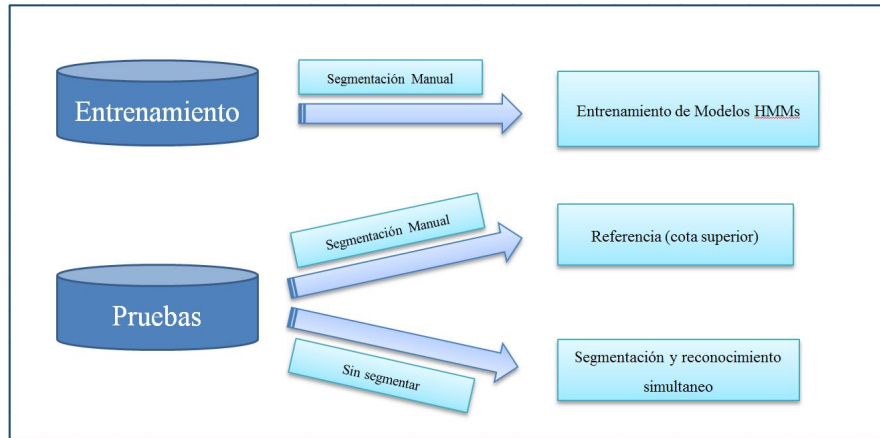 Segmentación Manual
Entrenamiento
Entrenamiento de Modelos HMMs
Segmentación Manual
Referencia (cota superior)
Pruebas
Sin segmentar
Segmentación y reconocimiento
simultaneo